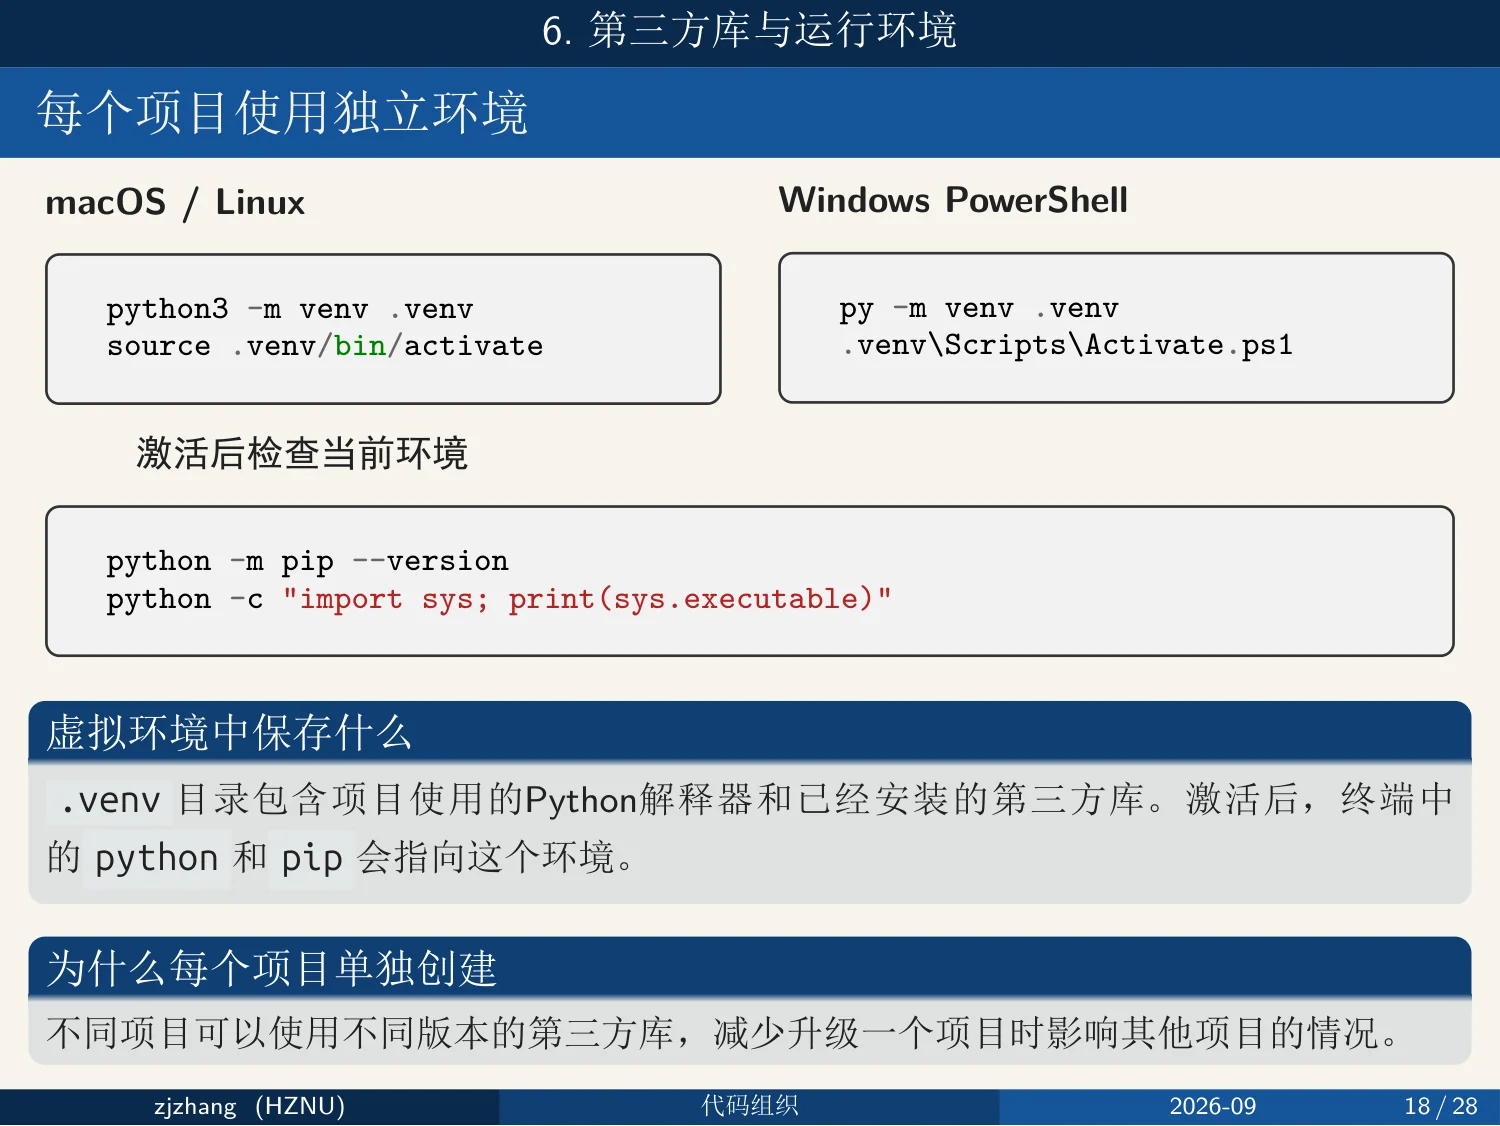 6. 第三方库与运行环境
每个项目使用独立环境
macOS / Linux
python3 -m venv .venv
source .venv/bin/activate
Windows PowerShell
py -m venv .venv
.venv\Scripts\Activate.ps1
激活后检查当前环境
python -m pip --version
python -c "import sys; print(sys.executable)"
虚拟环境中保存什么
.venv 目录包含项目使用的Python解释器和已经安装的第三方库。激活后，终端中
的 python 和 pip 会指向这个环境。
为什么每个项目单独创建
不同项目可以使用不同版本的第三方库，减少升级一个项目时影响其他项目的情况。
zjzhang (HZNU)
代码组织
2026-09
18 / 28